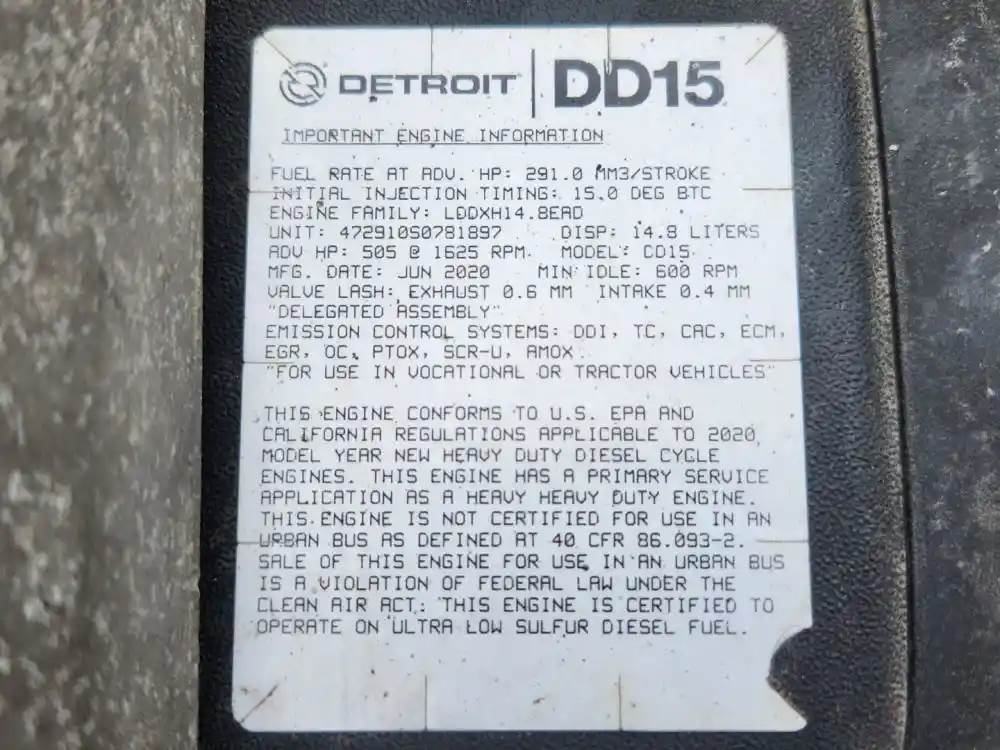 DETROIT DD15
IMPORTANT ENGINE INFORMATION
FUEL RATE AT ADV. HP: 291.0 MM3/STROKE
INITIAL INJECTION TIMING: 15.0 DEG BTC
ENGINE FAMILY: LDDXH14.8EAD
UNIT: 472910S0781897 DISP: 14.8 LITERS
ADV HP: 505 @ 1625 RPM MODEL: CD15
MFG. DATE: JUN 2020 MIN IDLE: 600 RPM
VALVE LASH: EXHAUST 0.6 MM INTAKE 0.4 MM
"DELEGATED ASSEMBLY"
EMISSION CONTROL SYSTEMS: DDI, TC, CAC, ECM,
EGR, OC, PTOX, SCR-U, AMOX
"FOR USE IN VOCATIONAL OR TRACTOR VEHICLES"
THIS ENGINE CONFORMS TO U.S. EPA AND
CALIFORNIA REGULATIONS APPLICABLE TO 2020
MODEL YEAR NEW HEAVY DUTY DIESEL CYCLE
ENGINES. THIS ENGINE HAS A PRIMARY SERVICE
APPLICATION AS A HEAVY HEAVY DUTY ENGINE.
THIS ENGINE IS NOT CERTIFIED FOR USE IN AN
URBAN BUS AS DEFINED AT 40 CFR 86.093-2.
SALE OF THIS ENGINE FOR USE IN AN URBAN BUS
IS A VIOLATION OF FEDERAL LAW UNDER THE
CLEAN AIR ACT. THIS ENGINE IS CERTIFIED TO
OPERATE ON ULTRA LOW SULFUR DIESEL FUEL.